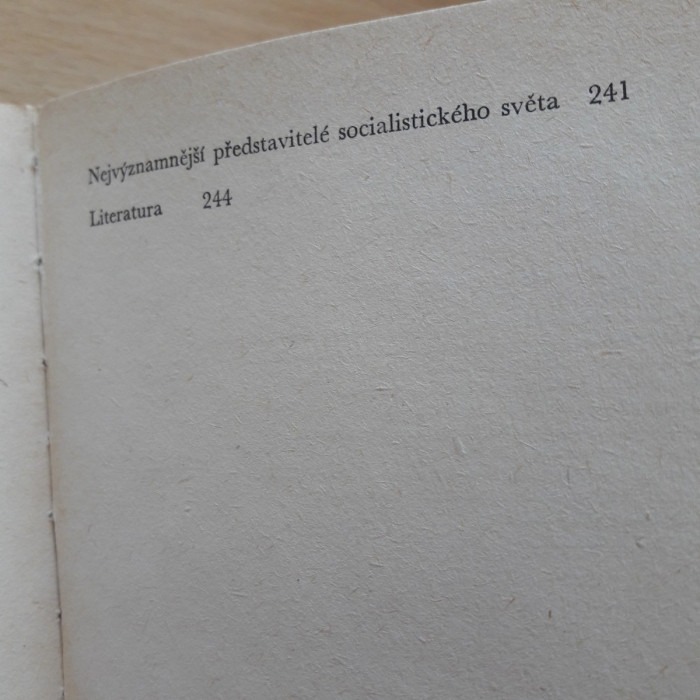 Nejvýznamnější představitelé socialistického světa 241
Literatura 244